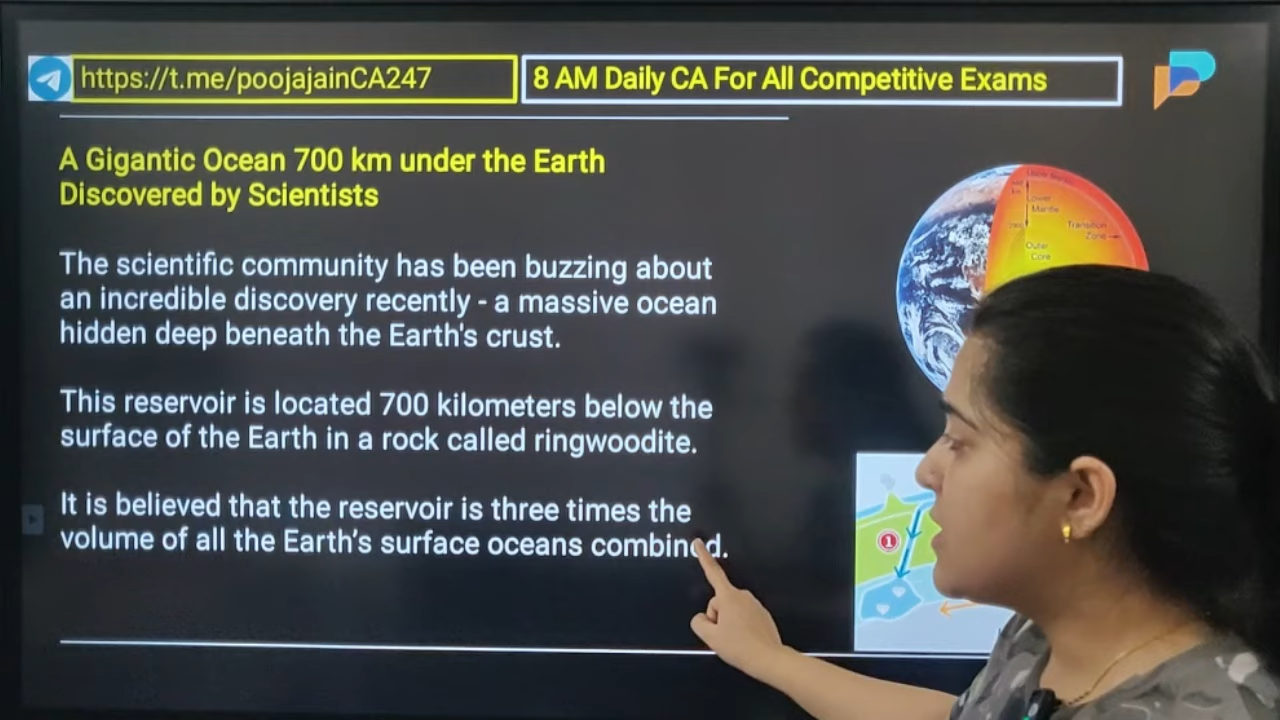 https://t.me/poojajainCA247
8 AM Daily CA For All Competitive Exams
A Gigantic Ocean 700 km under the Earth
Discovered by Scientists
The scientific community has been buzzing about
an incredible discovery recently - a massive ocean
hidden deep beneath the Earth's crust.
This reservoir is located 700 kilometers below the
surface of the Earth in a rock called ringwoodite.
It is believed that the reservoir is three times the
volume of all the Earth’s surface oceans combined.
Lower
Mantle
Transition
Zone
Outer
Core
1